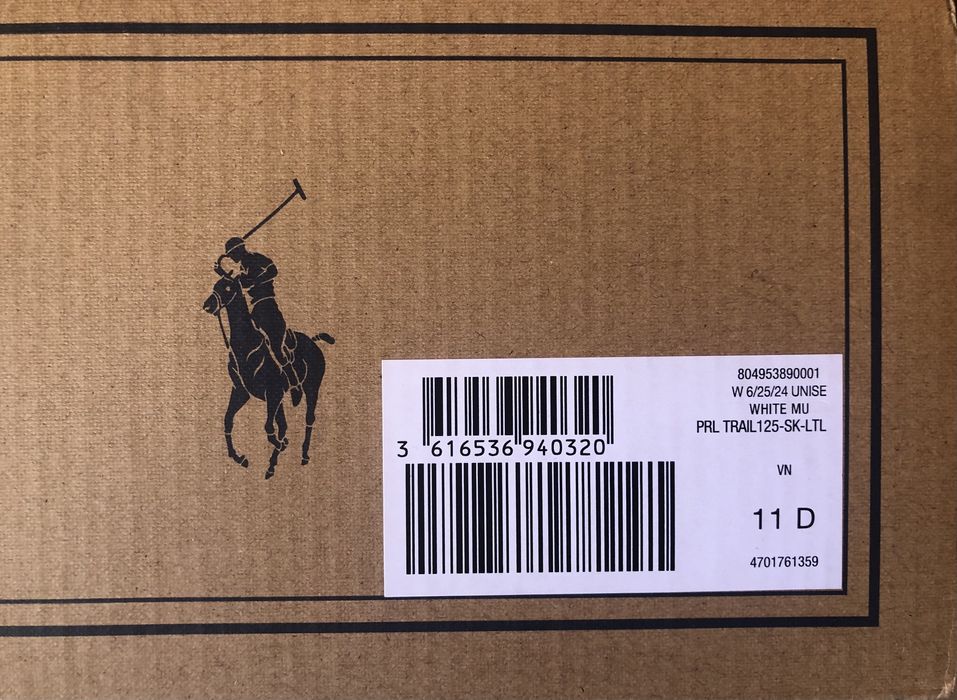 804953890001
W 6/25/24 UNISE
WHITE MU
PRL TRAIL125-SK-LTL
3 616536 940320
VN
11 D
4701761359